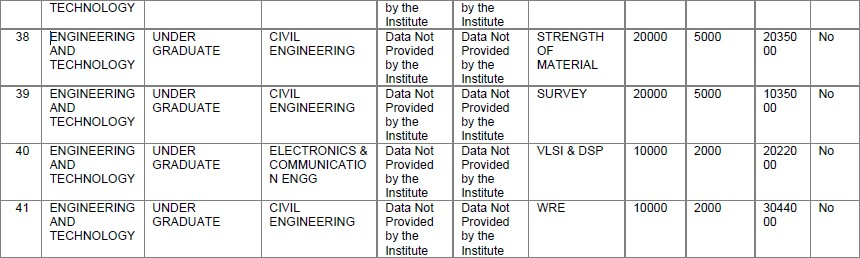 TECHNOLOGY by the Institute by the Institute
38 ENGINEERING AND TECHNOLOGY UNDER GRADUATE CIVIL ENGINEERING Data Not Provided by the Institute Data Not Provided by the Institute STRENGTH OF MATERIAL 20000 5000 20350 00 No
39 ENGINEERING AND TECHNOLOGY UNDER GRADUATE CIVIL ENGINEERING Data Not Provided by the Institute Data Not Provided by the Institute SURVEY 20000 5000 10350 00 No
40 ENGINEERING AND TECHNOLOGY UNDER GRADUATE ELECTRONICS & COMMUNICATIO N ENGG Data Not Provided by the Institute Data Not Provided by the Institute VLSI & DSP 10000 2000 20220 00 No
41 ENGINEERING AND TECHNOLOGY UNDER GRADUATE CIVIL ENGINEERING Data Not Provided by the Institute Data Not Provided by the Institute WRE 10000 2000 30440 00 No